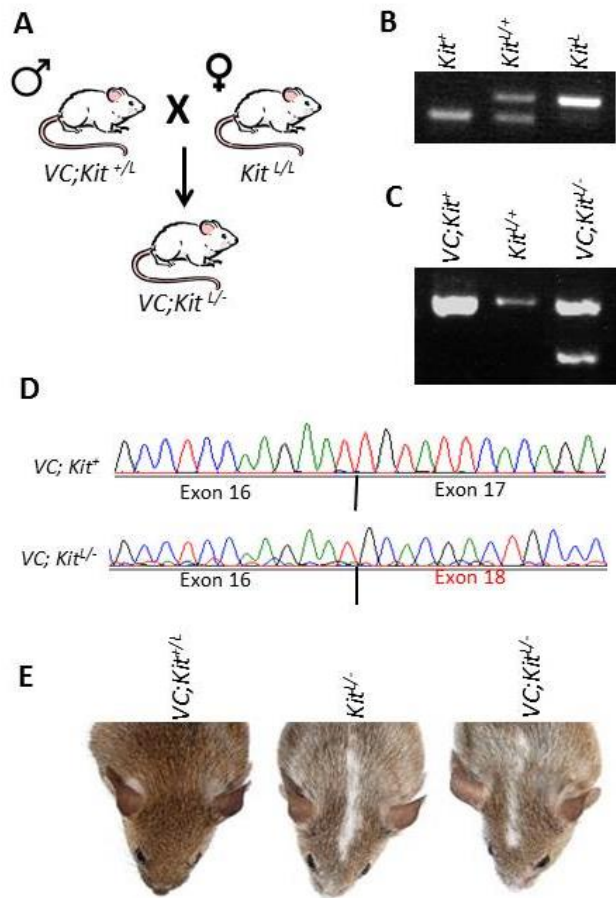 A
♂ X ♀
VC;Kit +/L
Kit L/L
VC;Kit L/-
B
Kit+
KitL/+
KitL
C
VC;Kit+
KitL/+
VC;KitL/-
D
VC; Kit+
Exon 16
Exon 17
VC; KitL/-
Exon 16
Exon 18
E
VC;Kit+/L
KitL/-
VC;KitL/-